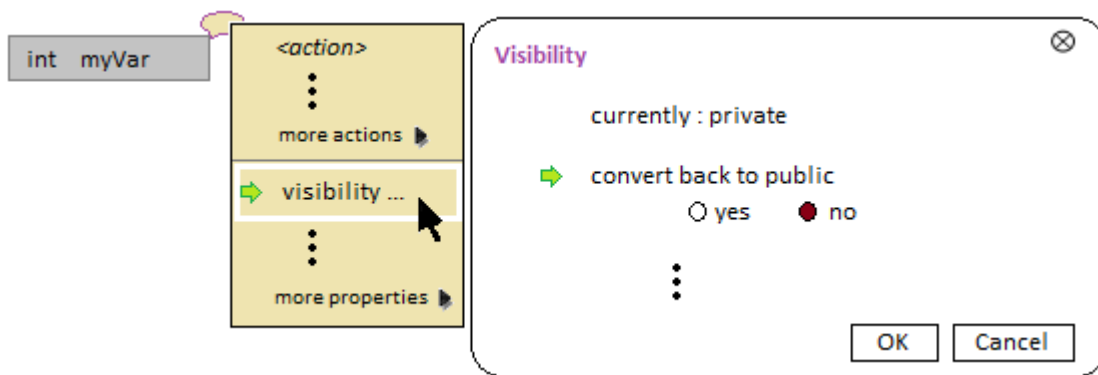 int myVar
<action>
more actions
visibility ...
more properties
Visibility
currently : private
convert back to public
yes no
OK Cancel